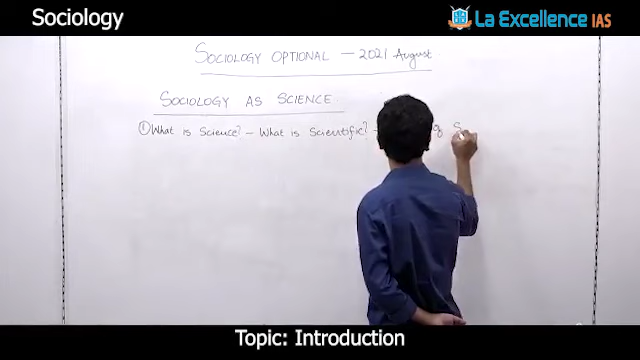 Sociology
La Excellence IAS
SOCIOLOGY OPTIONAL – 2021 August
SOCIOLOGY AS SCIENCE
① What is Science? – What is Scientific? –
Topic: Introduction